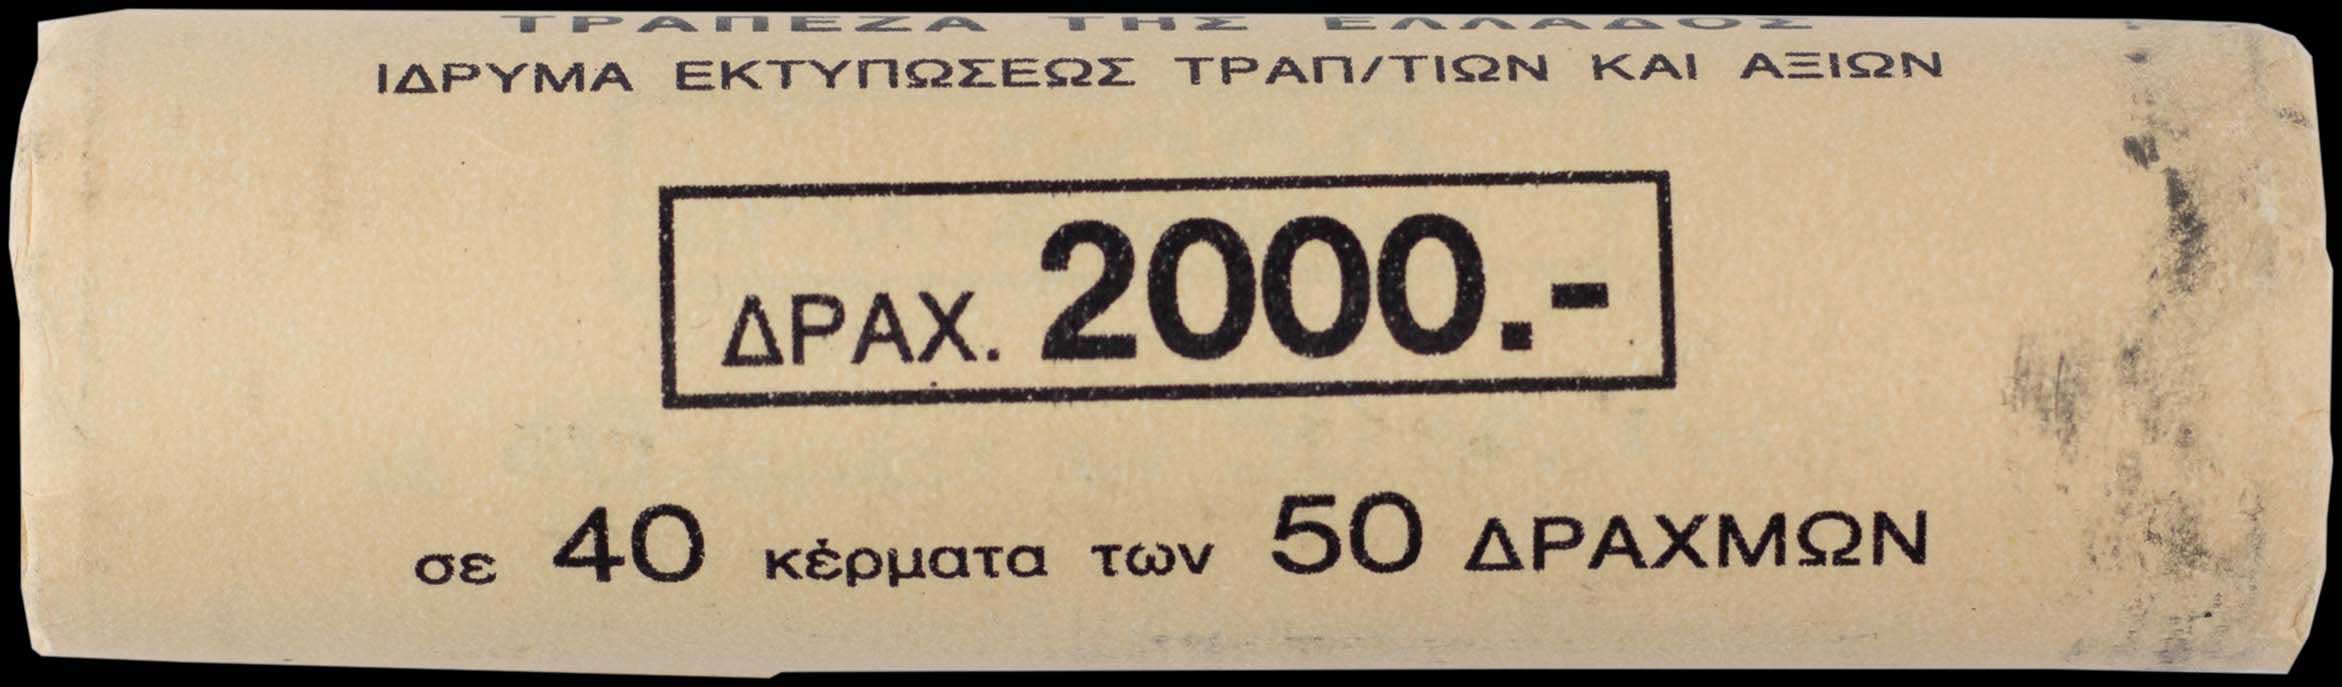 ΤΡΑΠΕΖΑ ΤΗΣ ΕΛΛΑΔΟΣ
ΙΔΡΥΜΑ ΕΚΤΥΠΩΣΕΩΣ ΤΡΑΠ/ΤΙΩΝ ΚΑΙ ΑΞΙΩΝ
ΔΡΑΧ. 2000.-
σε 40 κέρματα των 50 ΔΡΑΧΜΩΝ